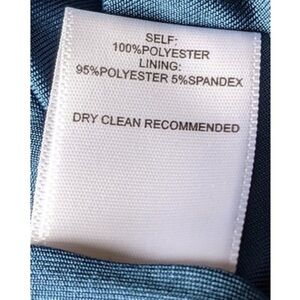 SELF:
100%POLYESTER
LINING:
95%POLYESTER 5%SPANDEX
DRY CLEAN RECOMMENDED